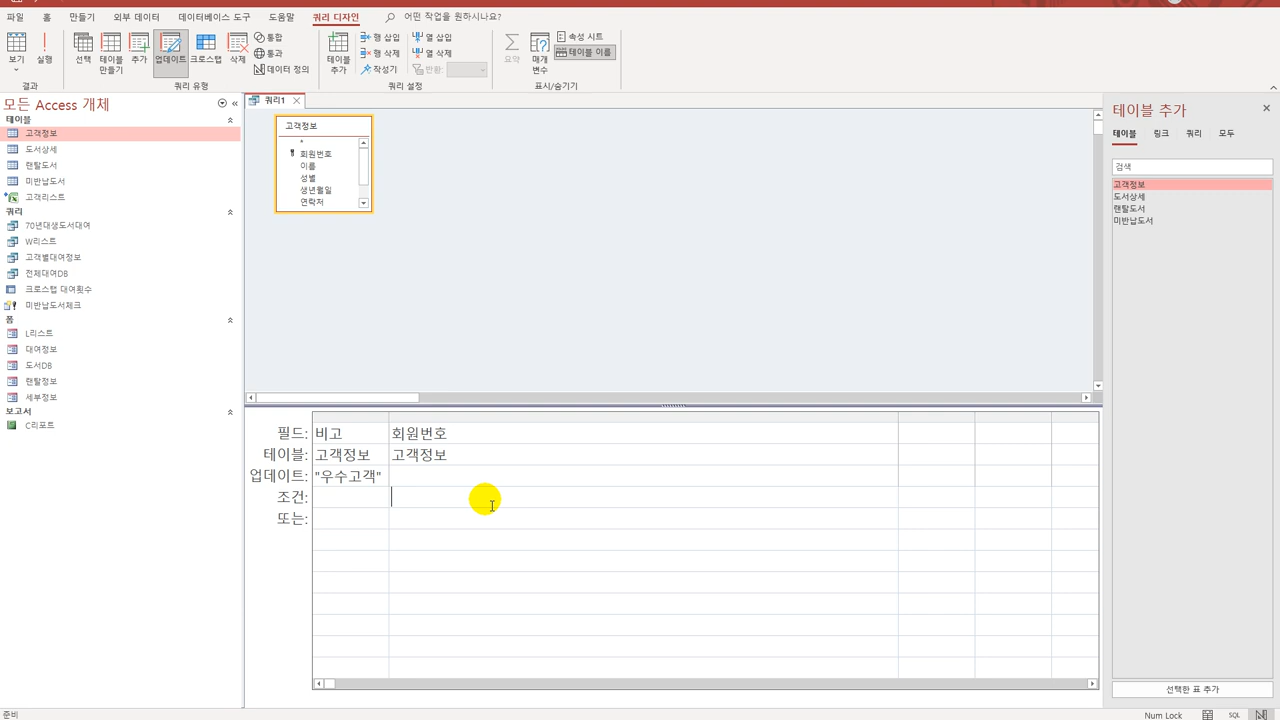 파일 홈 만들기 외부 데이터 데이터베이스 도구 도움말 쿼리 디자인 어떤 작업을 원하시나요?
보기 실행 선택 테이블 만들기 추가 업데이트 크로스탭 삭제
통합
통과
데이터 정의
테이블 추가
행 삽입
행 삭제
작성기
열 삽입
열 삭제
반환:
요약
매개 변수
속성 시트
테이블 이름
결과 쿼리 유형 쿼리 설정 표시/숨기기
모든 Access 개체
테이블
고객정보
도서상세
랜탈도서
미반납도서
고객리스트
쿼리
70년대생도서대여
W리스트
고객별대여정보
전체대여DB
크로스탭 대여횟수
미반납도서체크
폼
L리스트
대여정보
도서DB
랜탈정보
세부정보
보고서
C리포트
쿼리1
고객정보
*
회원번호
이름
성별
생년월일
연락처
필드: 비고 회원번호
테이블: 고객정보 고객정보
업데이트: "우수고객"
조건:
또는:
테이블 추가
테이블 링크 쿼리 모두
검색
고객정보
도서상세
랜탈도서
미반납도서
선택한 표 추가
준비
Num Lock
SQL